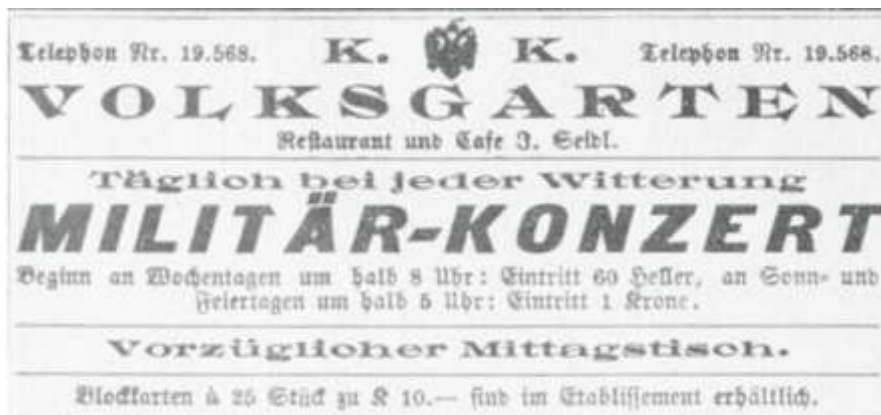 Telephon Nr. 19.568. K. K. Telephon Nr. 19.568.
VOLKSGARTEN
Restaurant und Cafe J. Seidl.
Täglich bei jeder Witterung
MILITÄR-KONZERT
Beginn an Wochentagen um halb 8 Uhr: Eintritt 60 Heller, an Sonn- und
Feiertagen um halb 5 Uhr: Eintritt 1 Krone.
Vorzüglicher Mittagstisch.
Blockkarten à 25 Stück zu K 10.— sind im Etablissement erhältlich.